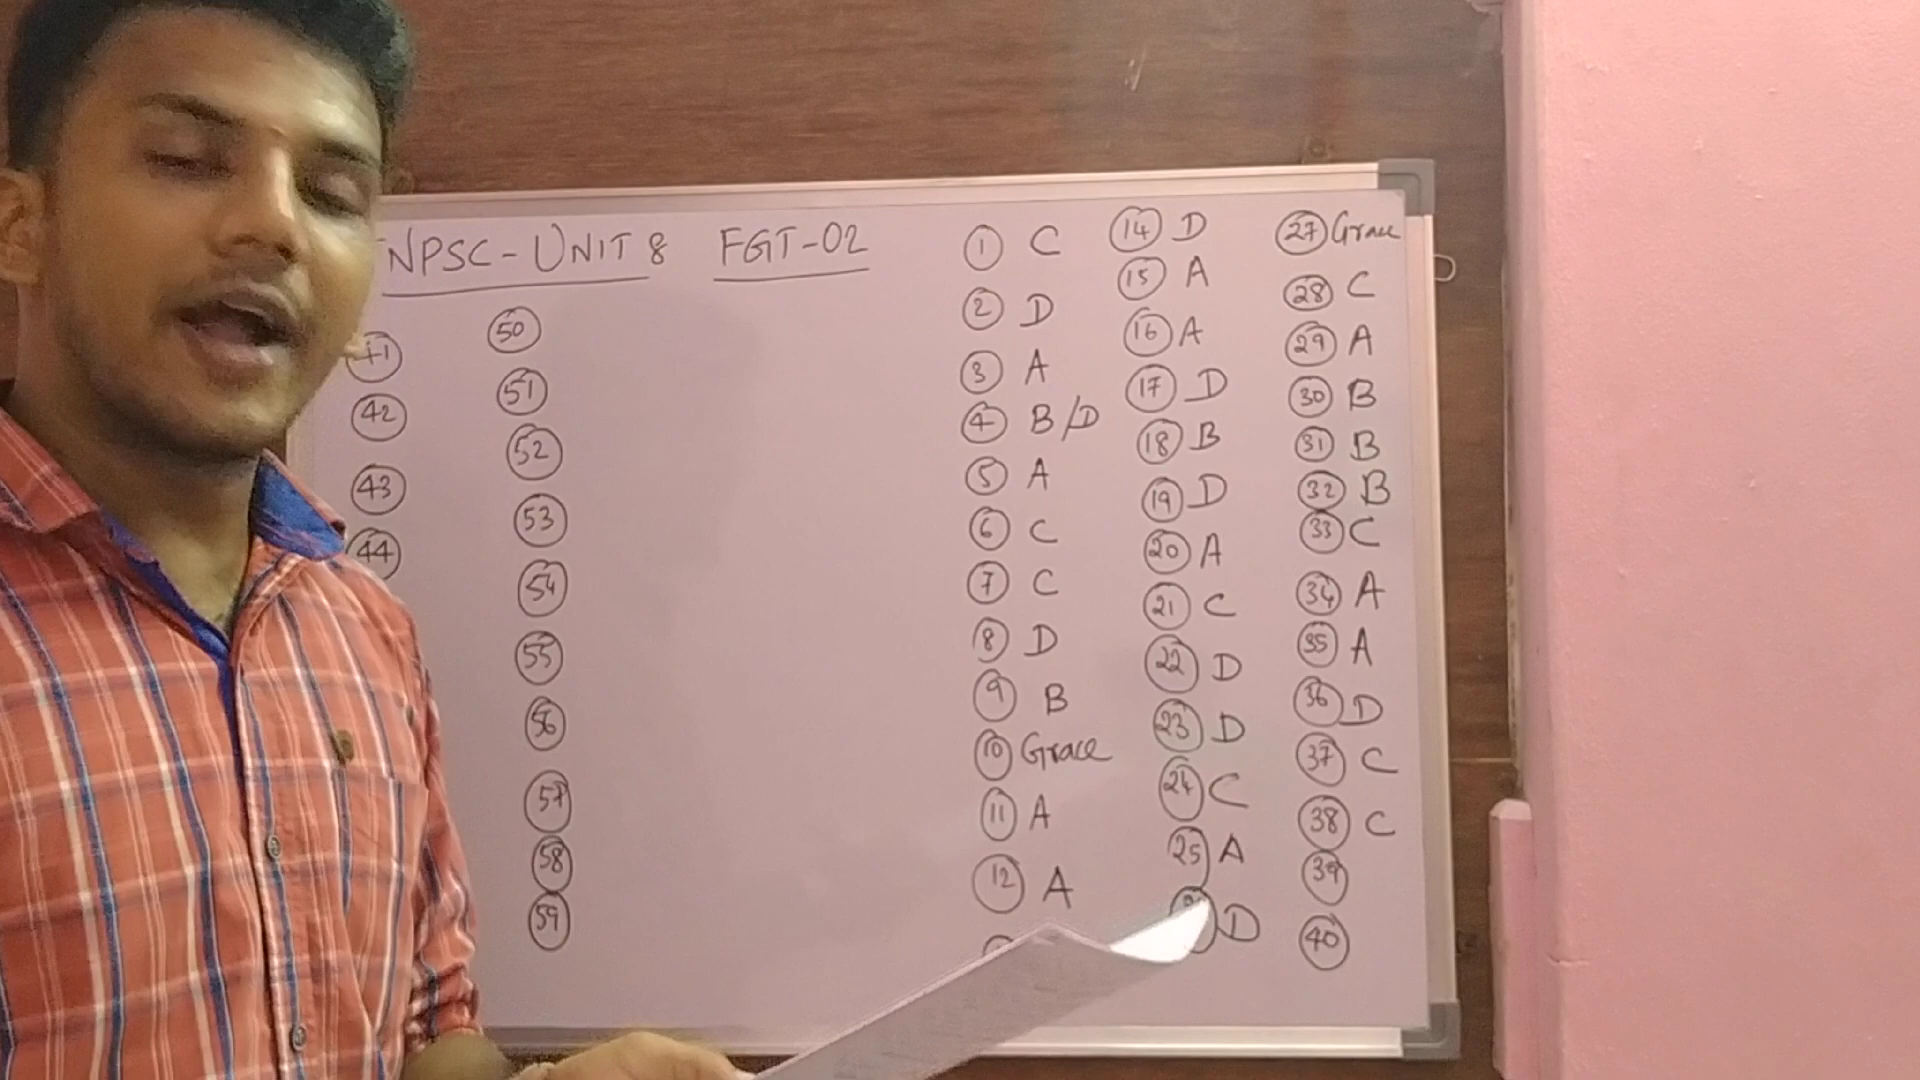 NPSC - UNIT 8 FGT-02
41
42
43
44
50
51
52
53
54
55
56
57
58
59
1 C
2 D
3 A
4 B/D
5 A
6 C
7 C
8 D
9 B
10 Grace
11 A
12 A
14 D
15 A
16 A
17 D
18 B
19 D
20 A
21 C
22 D
23 D
24 C
25 A
D
27 Grace
28 C
29 A
30 B
31 B
32 B
33 C
34 A
35 A
36 D
37 C
38 C
39
40